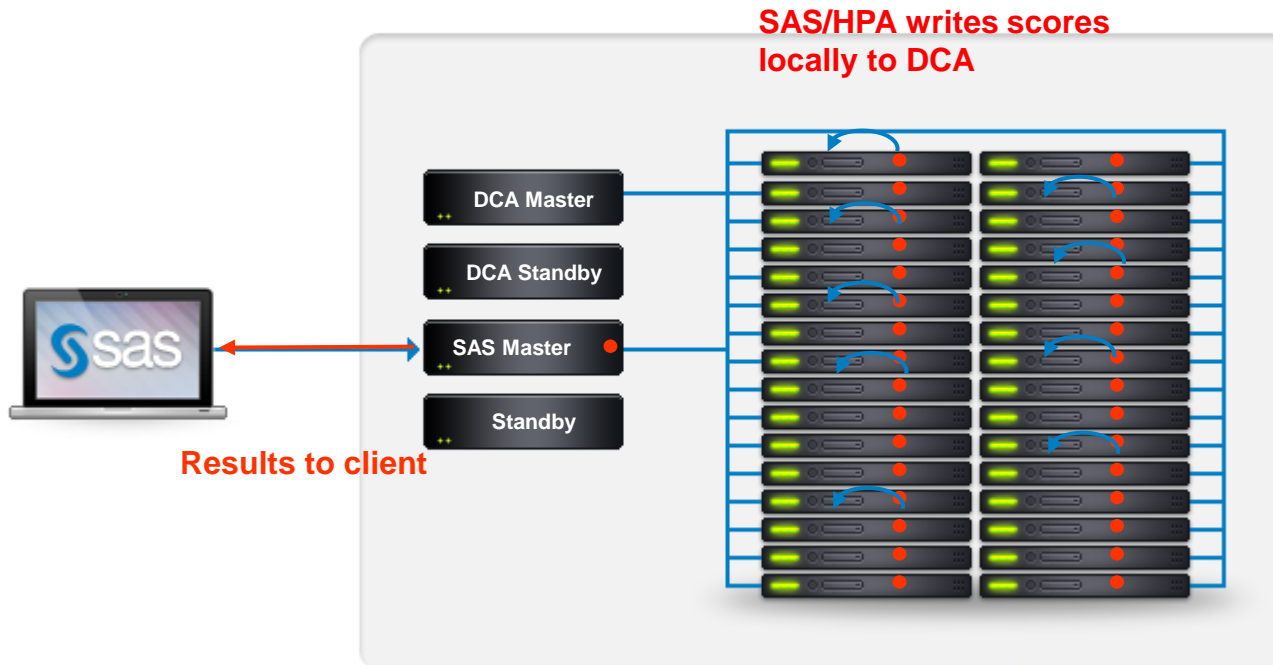 SAS/HPA writes scores
locally to DCA
DCA Master
DCA Standby
sas
SAS Master
Standby
Results to client